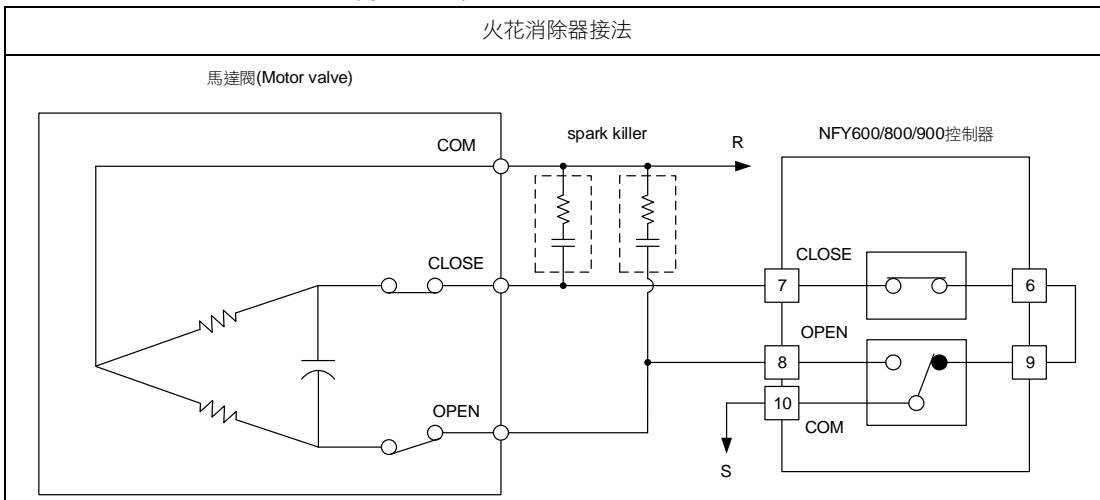 火花消除器接法
馬達閥(Motor valve)
COM
spark killer
R
NFY600/800/900控制器
CLOSE
CLOSE
7
6
OPEN
8
9
OPEN
10
COM
S